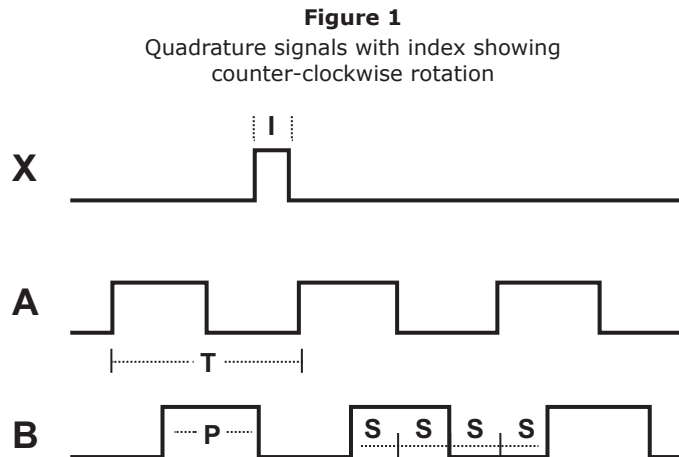 Figure 1
Quadrature signals with index showing
counter-clockwise rotation
I
X
A
T
B
P
S S S S